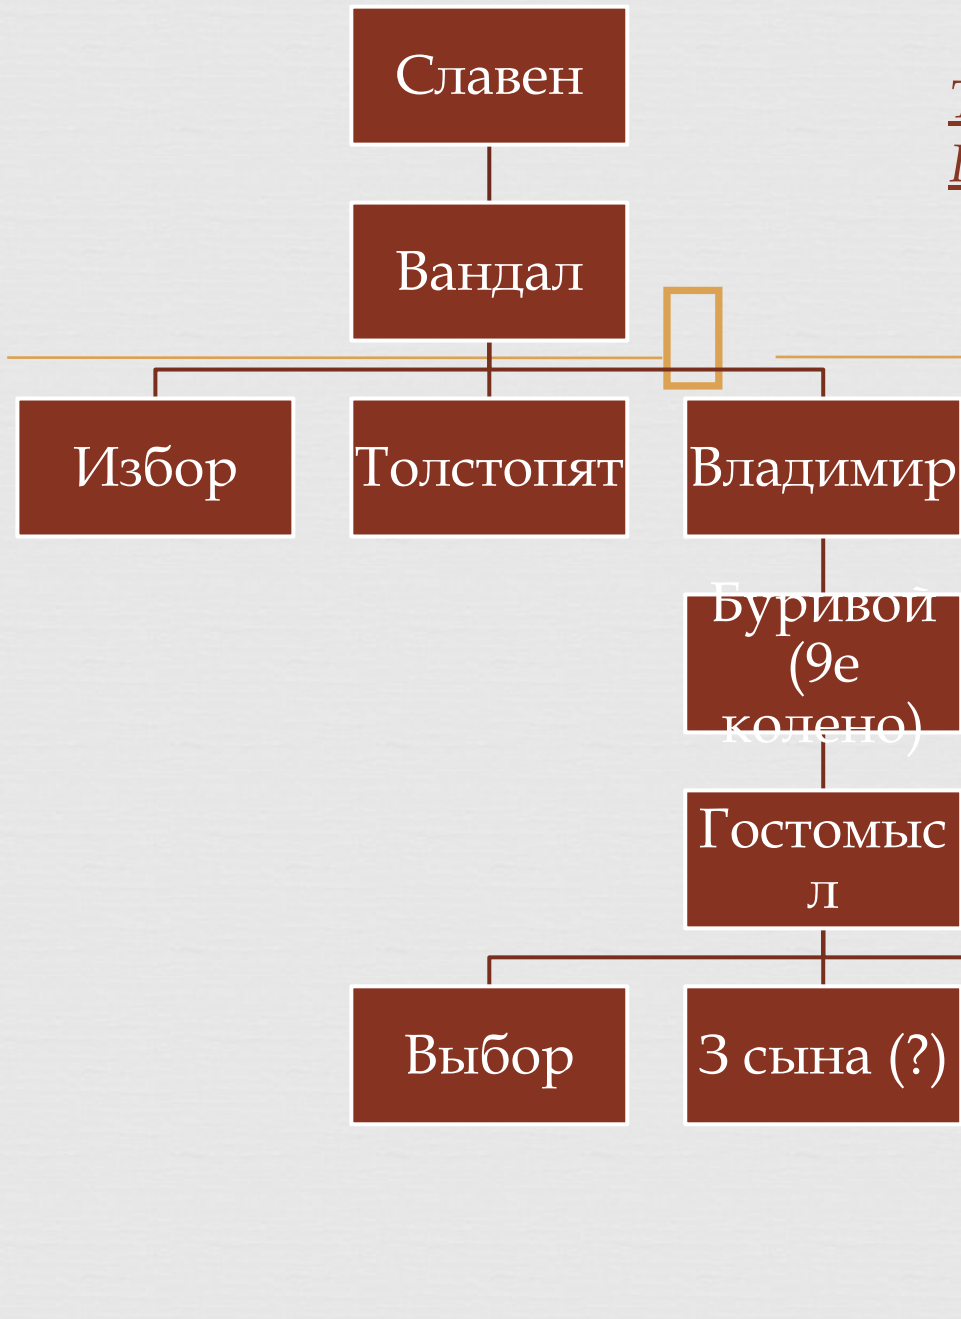 Славен
Вандал
Избор
Толстопят
Владимир
Буривой
(9е
колено)
Гостомыс
л
Выбор
3 сына (?)